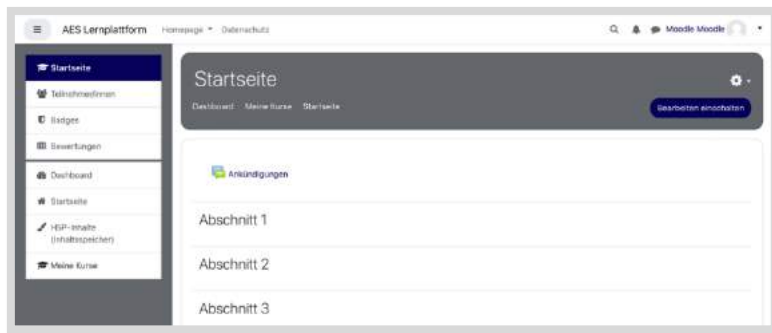 AES Lernplattform Homepage Datenschutz Moodle Moodle
Startseite
Teilnehmer/innen
Badges
Bewertungen
Dashboard
Startseite
H5P-Inhalte
(Inhaltsspeicher)
Meine Kurse
Startseite
Dashboard Meine Kurse Startseite
Bearbeiten einschalten
Ankündigungen
Abschnitt 1
Abschnitt 2
Abschnitt 3